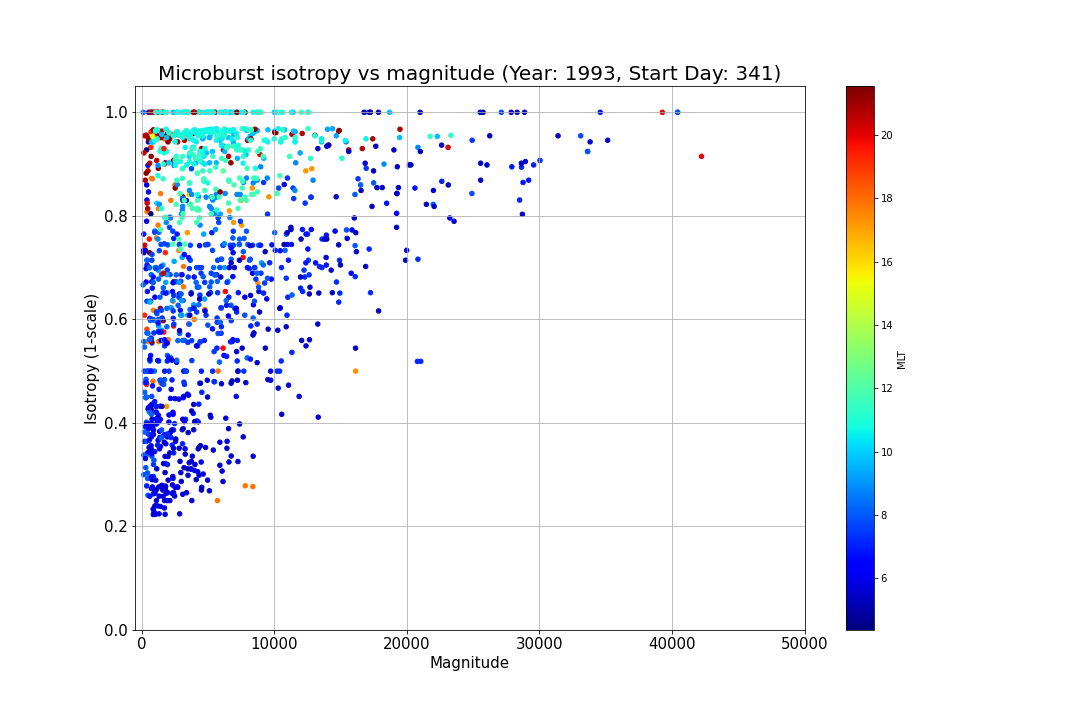 Microburst isotropy vs magnitude (Year: 1993, Start Day: 341)
1.0
0.8
0.6
0.4
0.2
0.0
Isotropy (1-scale)
0 10000 20000 30000 40000 50000
Magnitude
20
18
16
14
12
10
8
6
MLT